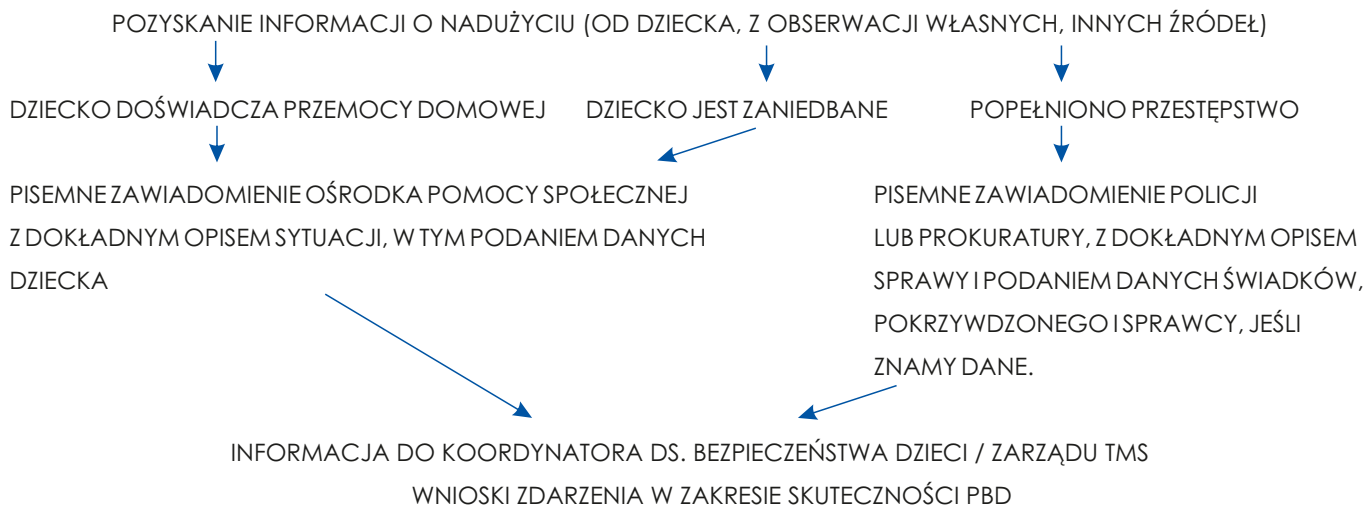 POZYSKANIE INFORMACJI O NADUŻYCIU (OD DZIECKA, Z OBSERWACJI WŁASNYCH, INNYCH ŹRÓDEŁ)
DZIECKO DOŚWIADCZA PRZEMOCY DOMOWEJ
DZIECKO JEST ZANIEDBANE
POPEŁNIONO PRZESTĘPSTWO
PISEMNE ZAWIADOMIENIE OŚRODKA POMOCY SPOŁECZNEJ
Z DOKŁADNYM OPISEM SYTUACJI, W TYM PODANIEM DANYCH
DZIECKA
PISEMNE ZAWIADOMIENIE POLICJI
LUB PROKURATURY, Z DOKŁADNYM OPISEM
SPRAWY I PODANIEM DANYCH ŚWIADKÓW,
POKRZYWDZONEGO I SPRAWCY, JEŚLI
ZNAMY DANE.
INFORMACJA DO KOORDYNATORA DS. BEZPIECZEŃSTWA DZIECI / ZARZĄDU TMS
WNIOSKI ZDARZENIA W ZAKRESIE SKUTECZNOŚCI PBD